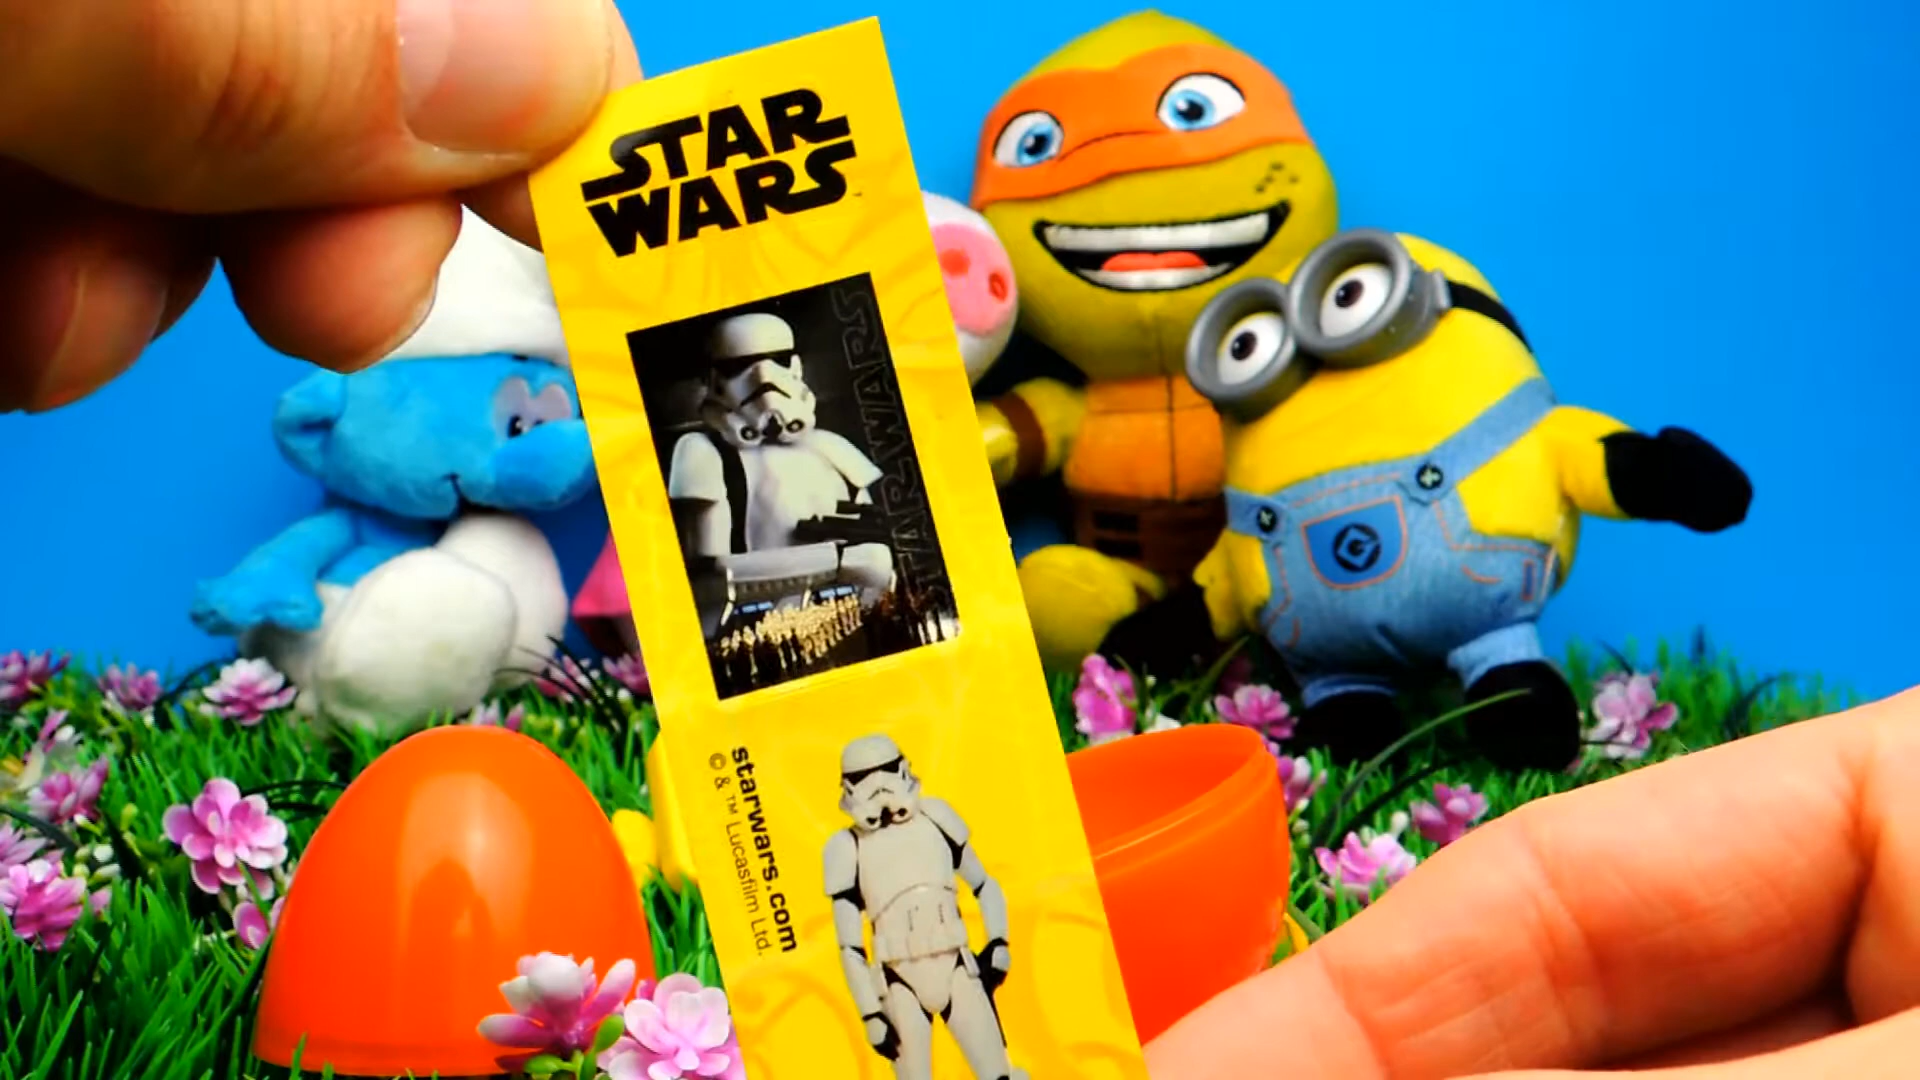 STAR
WARS
STAR WARS
starwars.com
© & ™ Lucasfilm Ltd.